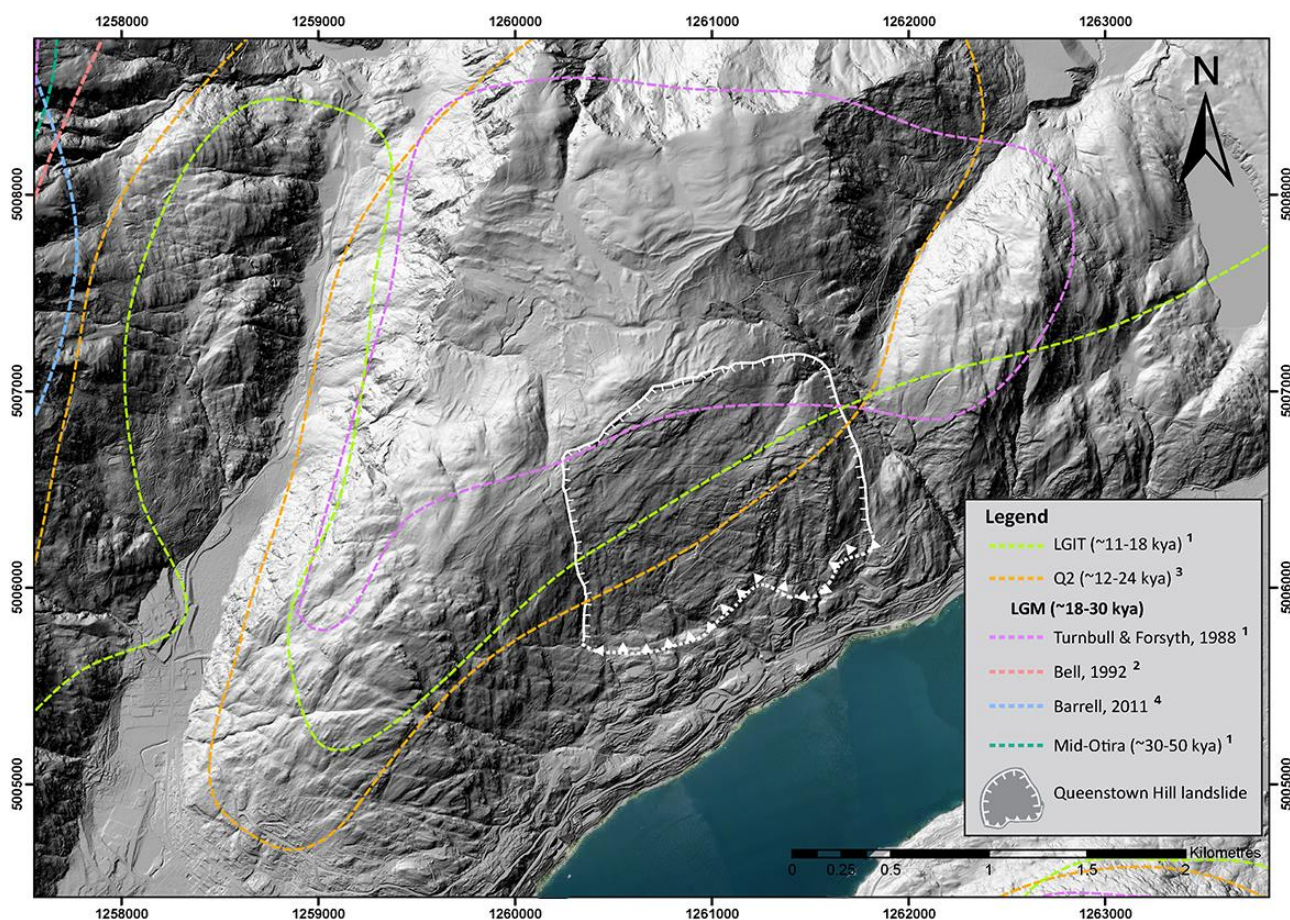 1258000 1259000 1260000 1261000 1262000 1263000
N
5008000 5008000
5007000 5007000
Legend
LGIT (~11-18 kya) 1
Q2 (~12-24 kya) 3
LGM (~18-30 kya)
5006000 5006000
Turnbull & Forsyth, 1988 1
Bell, 1992 2
Barrell, 2011 4
Mid-Otira (~30-50 kya) 1
5005000 5005000
Queenstown Hill landslide
Kilometres
0 0.25 0.5 1 1.5 2
1258000 1259000 1260000 1261000 1262000 1263000